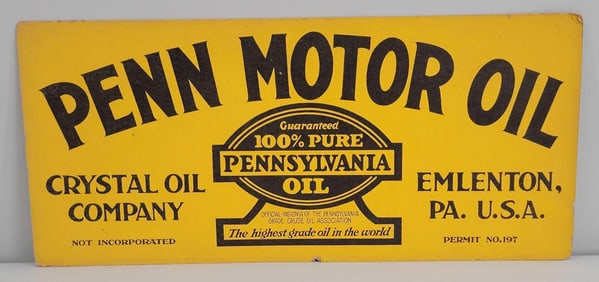 PENN MOTOR OIL
Guaranteed
100% PURE
PENNSYLVANIA
OIL
OFFICIAL INSIGNIA OF THE PENNSYLVANIA
GRADE CRUDE OIL ASSOCIATION
The highest grade oil in the world
CRYSTAL OIL
COMPANY
NOT INCORPORATED
EMLENTON,
PA. U.S.A.
PERMIT NO.197